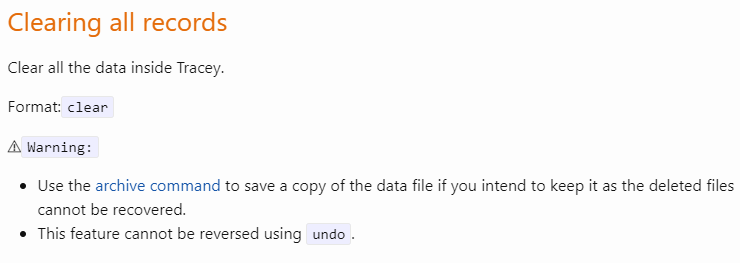 Clearing all records
Clear all the data inside Tracey.
Format: clear
⚠ Warning:
• Use the archive command to save a copy of the data file if you intend to keep it as the deleted files
cannot be recovered.
• This feature cannot be reversed using undo.